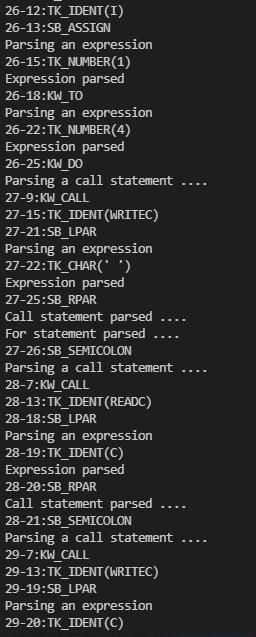 26-12:TK_IDENT(I)
26-13:SB_ASSIGN
Parsing an expression
26-15:TK_NUMBER(1)
Expression parsed
26-18:KW_TO
Parsing an expression
26-22:TK_NUMBER(4)
Expression parsed
26-25:KW_DO
Parsing a call statement ....
27-9:KW_CALL
27-15:TK_IDENT(WRITEC)
27-21:SB_LPAR
Parsing an expression
27-22:TK_CHAR(' ')
Expression parsed
27-25:SB_RPAR
Call statement parsed ....
For statement parsed ....
27-26:SB_SEMICOLON
Parsing a call statement ....
28-7:KW_CALL
28-13:TK_IDENT(READC)
28-18:SB_LPAR
Parsing an expression
28-19:TK_IDENT(C)
Expression parsed
28-20:SB_RPAR
Call statement parsed ....
28-21:SB_SEMICOLON
Parsing a call statement ....
29-7:KW_CALL
29-13:TK_IDENT(WRITEC)
29-19:SB_LPAR
Parsing an expression
29-20:TK_IDENT(C)